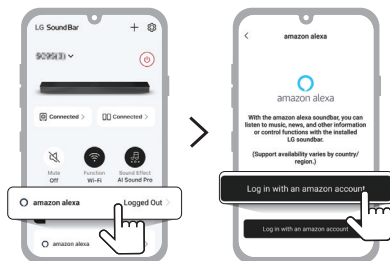 LG Sound Bar
Connected >
Connected >
Mute
Off
Function
Wi-Fi
Sound Effect
AI Sound Pro
amazon alexa
Logged Out >
amazon alexa
<
amazon alexa
amazon alexa
With the amazon alexa soundbar, you can
listen to music, news, and other information
or control functions with the installed
LG soundbar.
(Support availability varies by country/
region.)
Log in with an amazon account
Log in with an amazon account